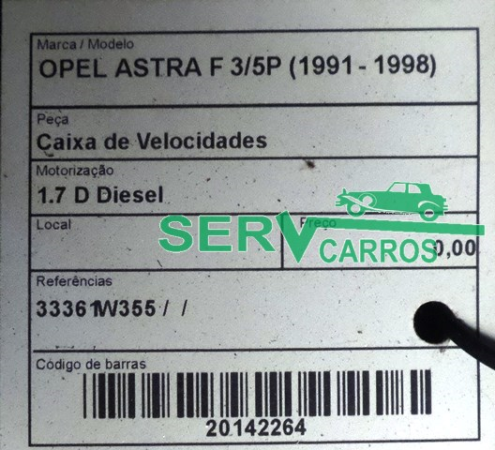 Marca / Modelo
OPEL ASTRA F 3/5P (1991 - 1998)
Peça
Caixa de Velocidades
Motorização
1.7 D Diesel
Local
Preço
0,00
SERV CARROS
Referências
33361W355 / /
Código de barras
20142264